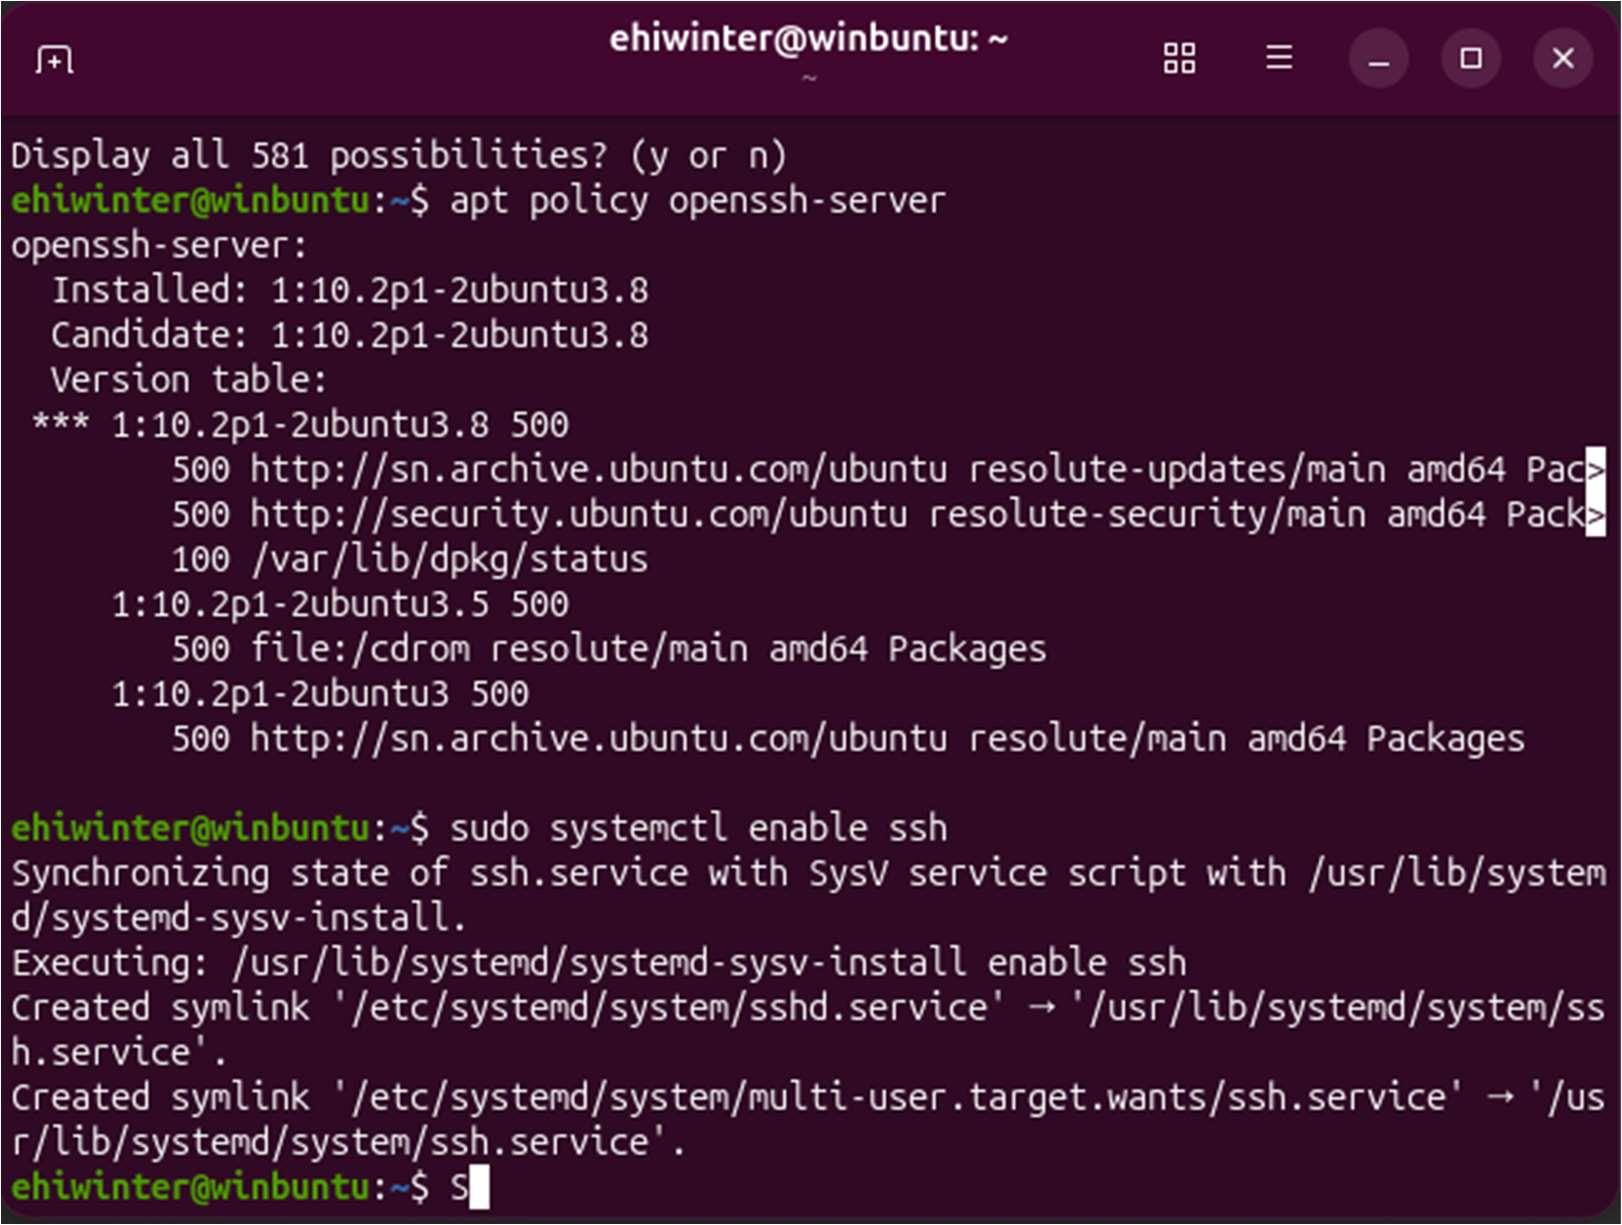 ehiwinter@winbuntu: ~
~
Display all 581 possibilities? (y or n)
ehiwinter@winbuntu:~$ apt policy openssh-server
openssh-server:
  Installed: 1:10.2p1-2ubuntu3.8
  Candidate: 1:10.2p1-2ubuntu3.8
  Version table:
 *** 1:10.2p1-2ubuntu3.8 500
        500 http://sn.archive.ubuntu.com/ubuntu resolute-updates/main amd64 Pac>
        500 http://security.ubuntu.com/ubuntu resolute-security/main amd64 Pack>
        100 /var/lib/dpkg/status
     1:10.2p1-2ubuntu3.5 500
        500 file:/cdrom resolute/main amd64 Packages
     1:10.2p1-2ubuntu3 500
        500 http://sn.archive.ubuntu.com/ubuntu resolute/main amd64 Packages
ehiwinter@winbuntu:~$ sudo systemctl enable ssh
Synchronizing state of ssh.service with SysV service script with /usr/lib/system
d/systemd-sysv-install.
Executing: /usr/lib/systemd/systemd-sysv-install enable ssh
Created symlink '/etc/systemd/system/sshd.service' → '/usr/lib/systemd/system/ss
h.service'.
Created symlink '/etc/systemd/system/multi-user.target.wants/ssh.service' → '/us
r/lib/systemd/system/ssh.service'.
ehiwinter@winbuntu:~$ S